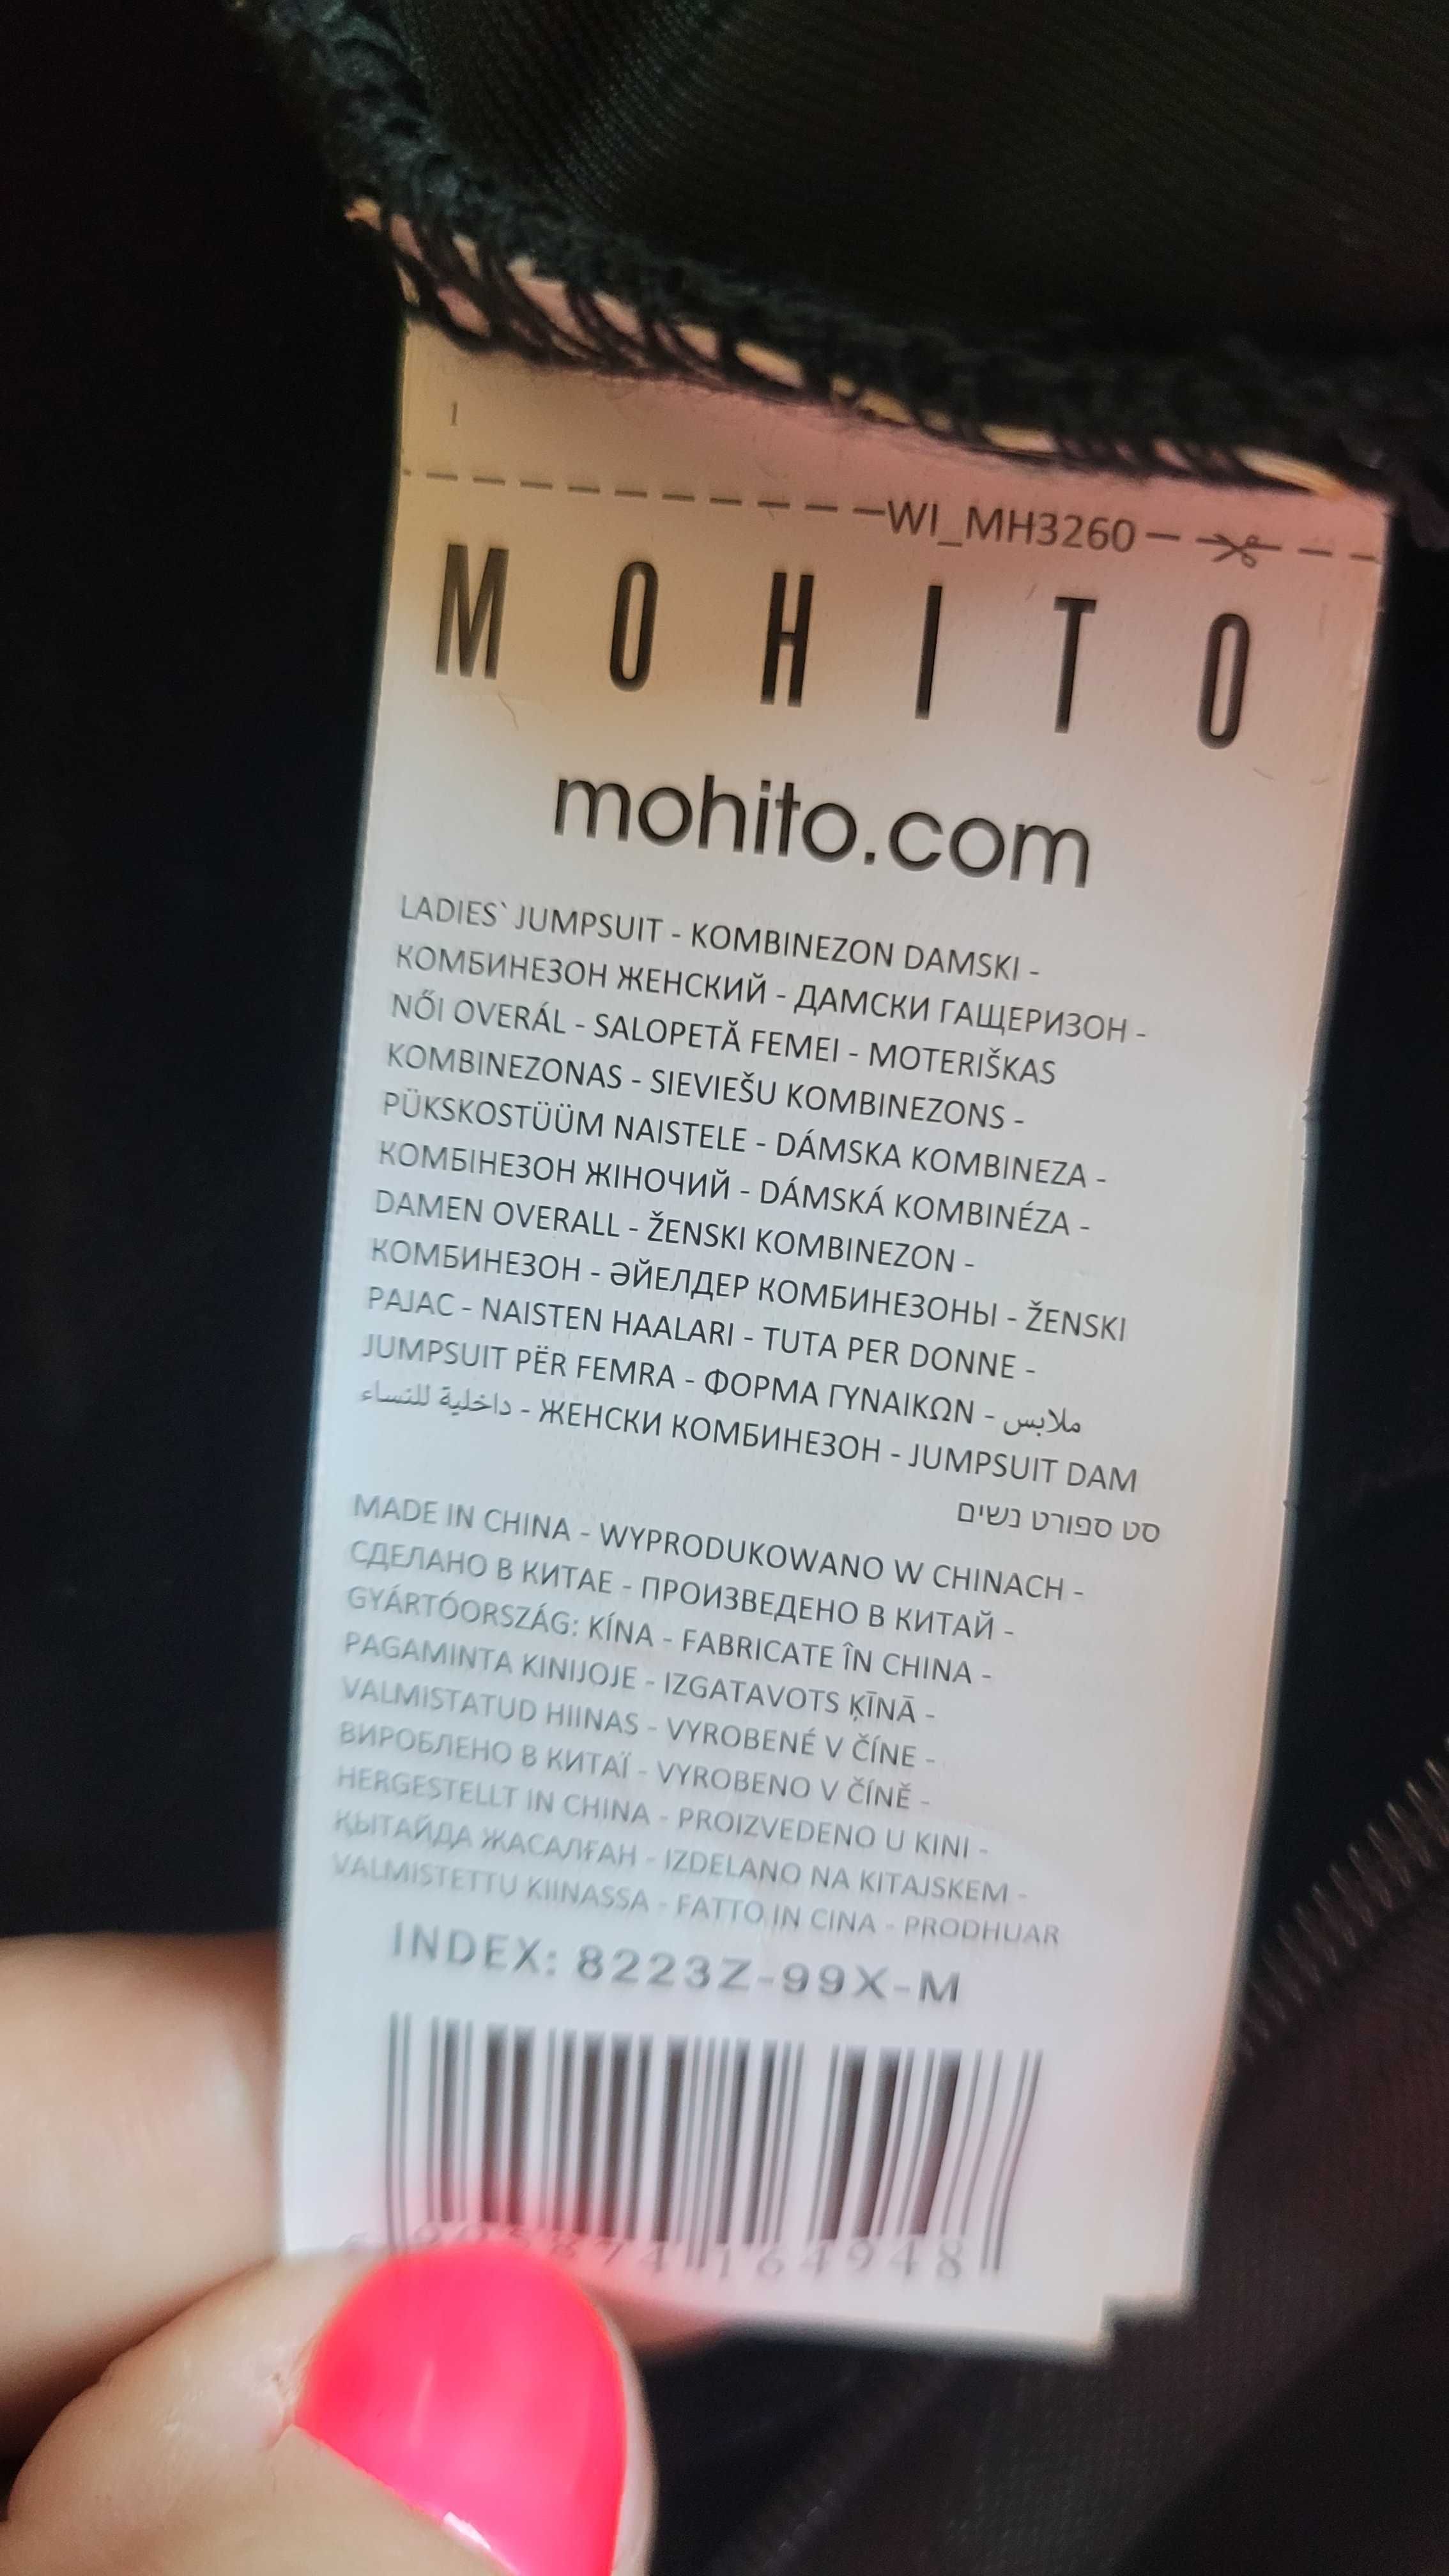 1
WI_MH3260
MOHITO
mohito.com
LADIES` JUMPSUIT - KOMBINEZON DAMSKI -
КОМБИНЕЗОН ЖЕНСКИЙ - ДАМСКИ ГАЩЕРИЗОН -
NŐI OVERÁL - SALOPETĂ FEMEI - MOTERIŠKAS
KOMBINEZONAS - SIEVIEŠU KOMBINEZONS -
PÜKSKOSTÜÜM NAISTELE - DÁMSKA KOMBINEZA -
КОМБІНЕЗОН ЖІНОЧИЙ - DÁMSKÁ KOMBINÉZA -
DAMEN OVERALL - ŽENSKI KOMBINEZON -
КОМБИНЕЗОН - ӘЙЕЛДЕР КОМБИНЕЗОНЫ - ŽENSKI
PAJAC - NAISTEN HAALARI - TUTA PER DONNE -
JUMPSUIT PËR FEMRA - ΦΟΡΜΑ ΓΥΝΑΙΚΩΝ - ملابس
داخلية للنساء - ЖЕНСКИ КОМБИНЕЗОН - JUMPSUIT DAM
סט ספורט נשים
MADE IN CHINA - WYPRODUKOWANO W CHINACH -
СДЕЛАНО В КИТАЕ - ПРОИЗВЕДЕНО В КИТАЙ -
GYÁRTÓORSZÁG: KÍNA - FABRICATE ÎN CHINA -
PAGAMINTA KINIJOJE - IZGATAVOTS ĶĪNĀ -
VALMISTATUD HIINAS - VYROBENÉ V ČÍNE -
ВИРОБЛЕНО В КИТАЇ - VYROBENO V ČÍNĚ -
HERGESTELLT IN CHINA - PROIZVEDENO U KINI -
ҚЫТАЙДА ЖАСАЛҒАН - IZDELANO NA KITAJSKEM -
VALMISTETTU KIINASSA - FATTO IN CINA - PRODHUAR
INDEX: 8223Z-99X-M
164948